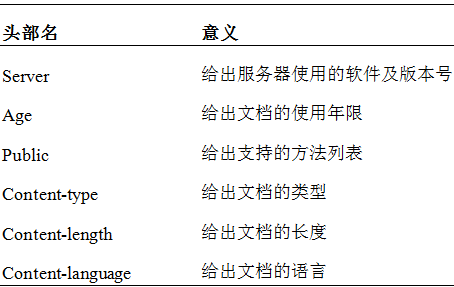 头部名 意义
Server 给出服务器使用的软件及版本号
Age 给出文档的使用年限
Public 给出支持的方法列表
Content-type 给出文档的类型
Content-length 给出文档的长度
Content-language 给出文档的语言